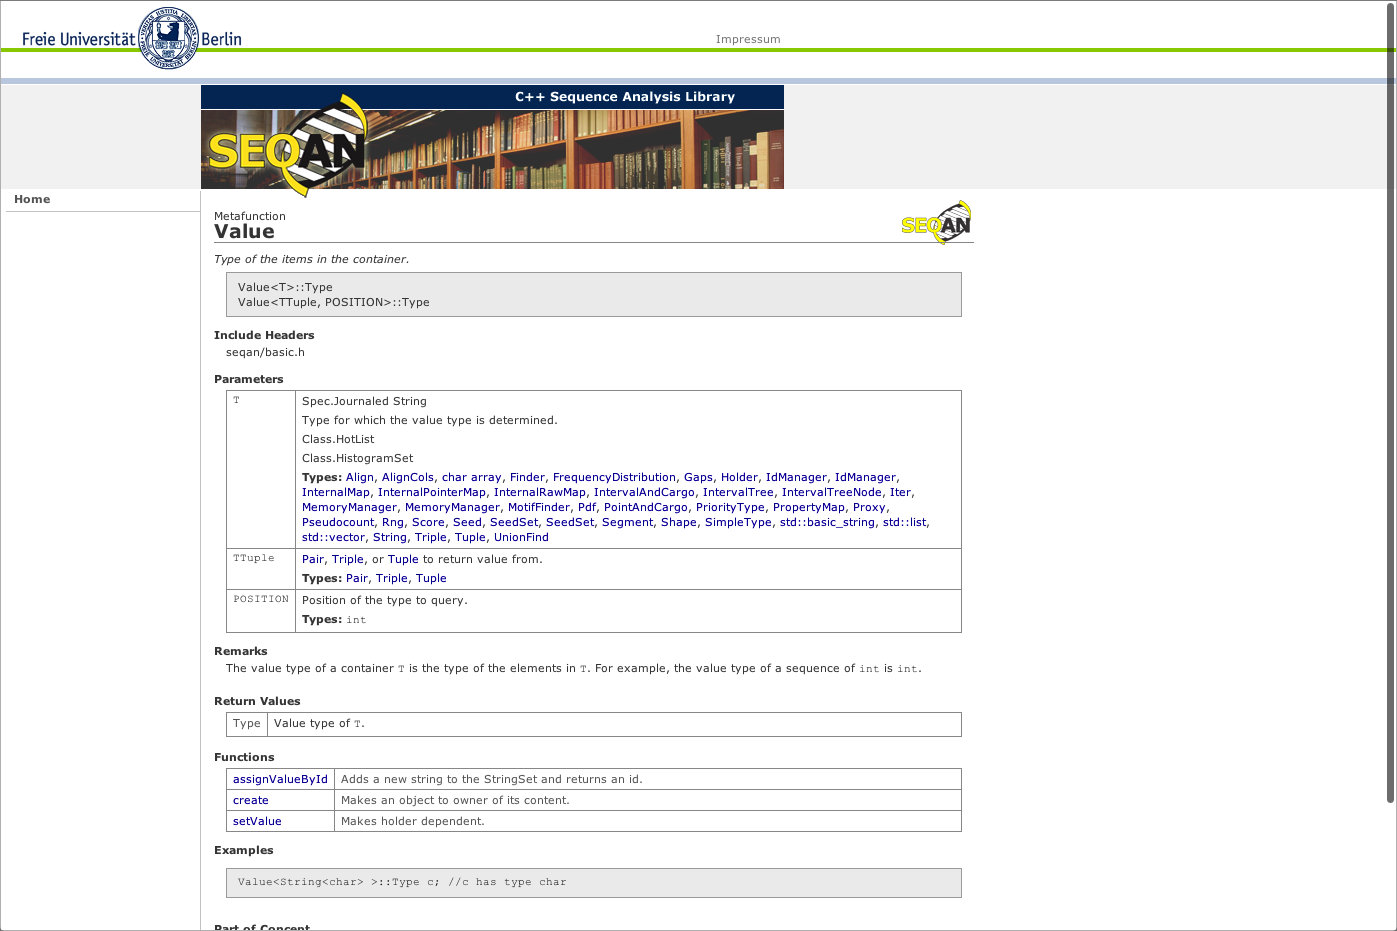 Freie Universität Berlin
Impressum
C++ Sequence Analysis Library
SEQAN
Home
Metafunction
Value
SEQAN
Type of the items in the container.
Value<T>::Type
Value<TTuple, POSITION>::Type
Include Headers
seqan/basic.h
Parameters
T
Spec.Journaled String
Type for which the value type is determined.
Class.HotList
Class.HistogramSet
Types: Align, AlignCols, char array, Finder, FrequencyDistribution, Gaps, Holder, IdManager, IdManager,
InternalMap, InternalPointerMap, InternalRawMap, IntervalAndCargo, IntervalTree, IntervalTreeNode, Iter,
MemoryManager, MemoryManager, MotifFinder, Pdf, PointAndCargo, PriorityType, PropertyMap, Proxy,
Pseudocount, Rng, Score, Seed, SeedSet, SeedSet, Segment, Shape, SimpleType, std::basic_string, std::list,
std::vector, String, Triple, Tuple, UnionFind
TTuple
Pair, Triple, or Tuple to return value from.
Types: Pair, Triple, Tuple
POSITION
Position of the type to query.
Types: int
Remarks
The value type of a container T is the type of the elements in T. For example, the value type of a sequence of int is int.
Return Values
Type Value type of T.
Functions
assignValueById Adds a new string to the StringSet and returns an id.
create Makes an object to owner of its content.
setValue Makes holder dependent.
Examples
Value<String<char> >::Type c; //c has type char
Part of Concept